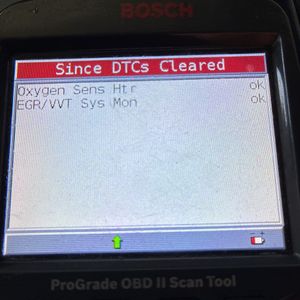 BOSCH
Since DTCs Cleared
Oxygen Sens Htr ok
EGR/VVT Sys Mon ok
ProGrade OBD II Scan Tool